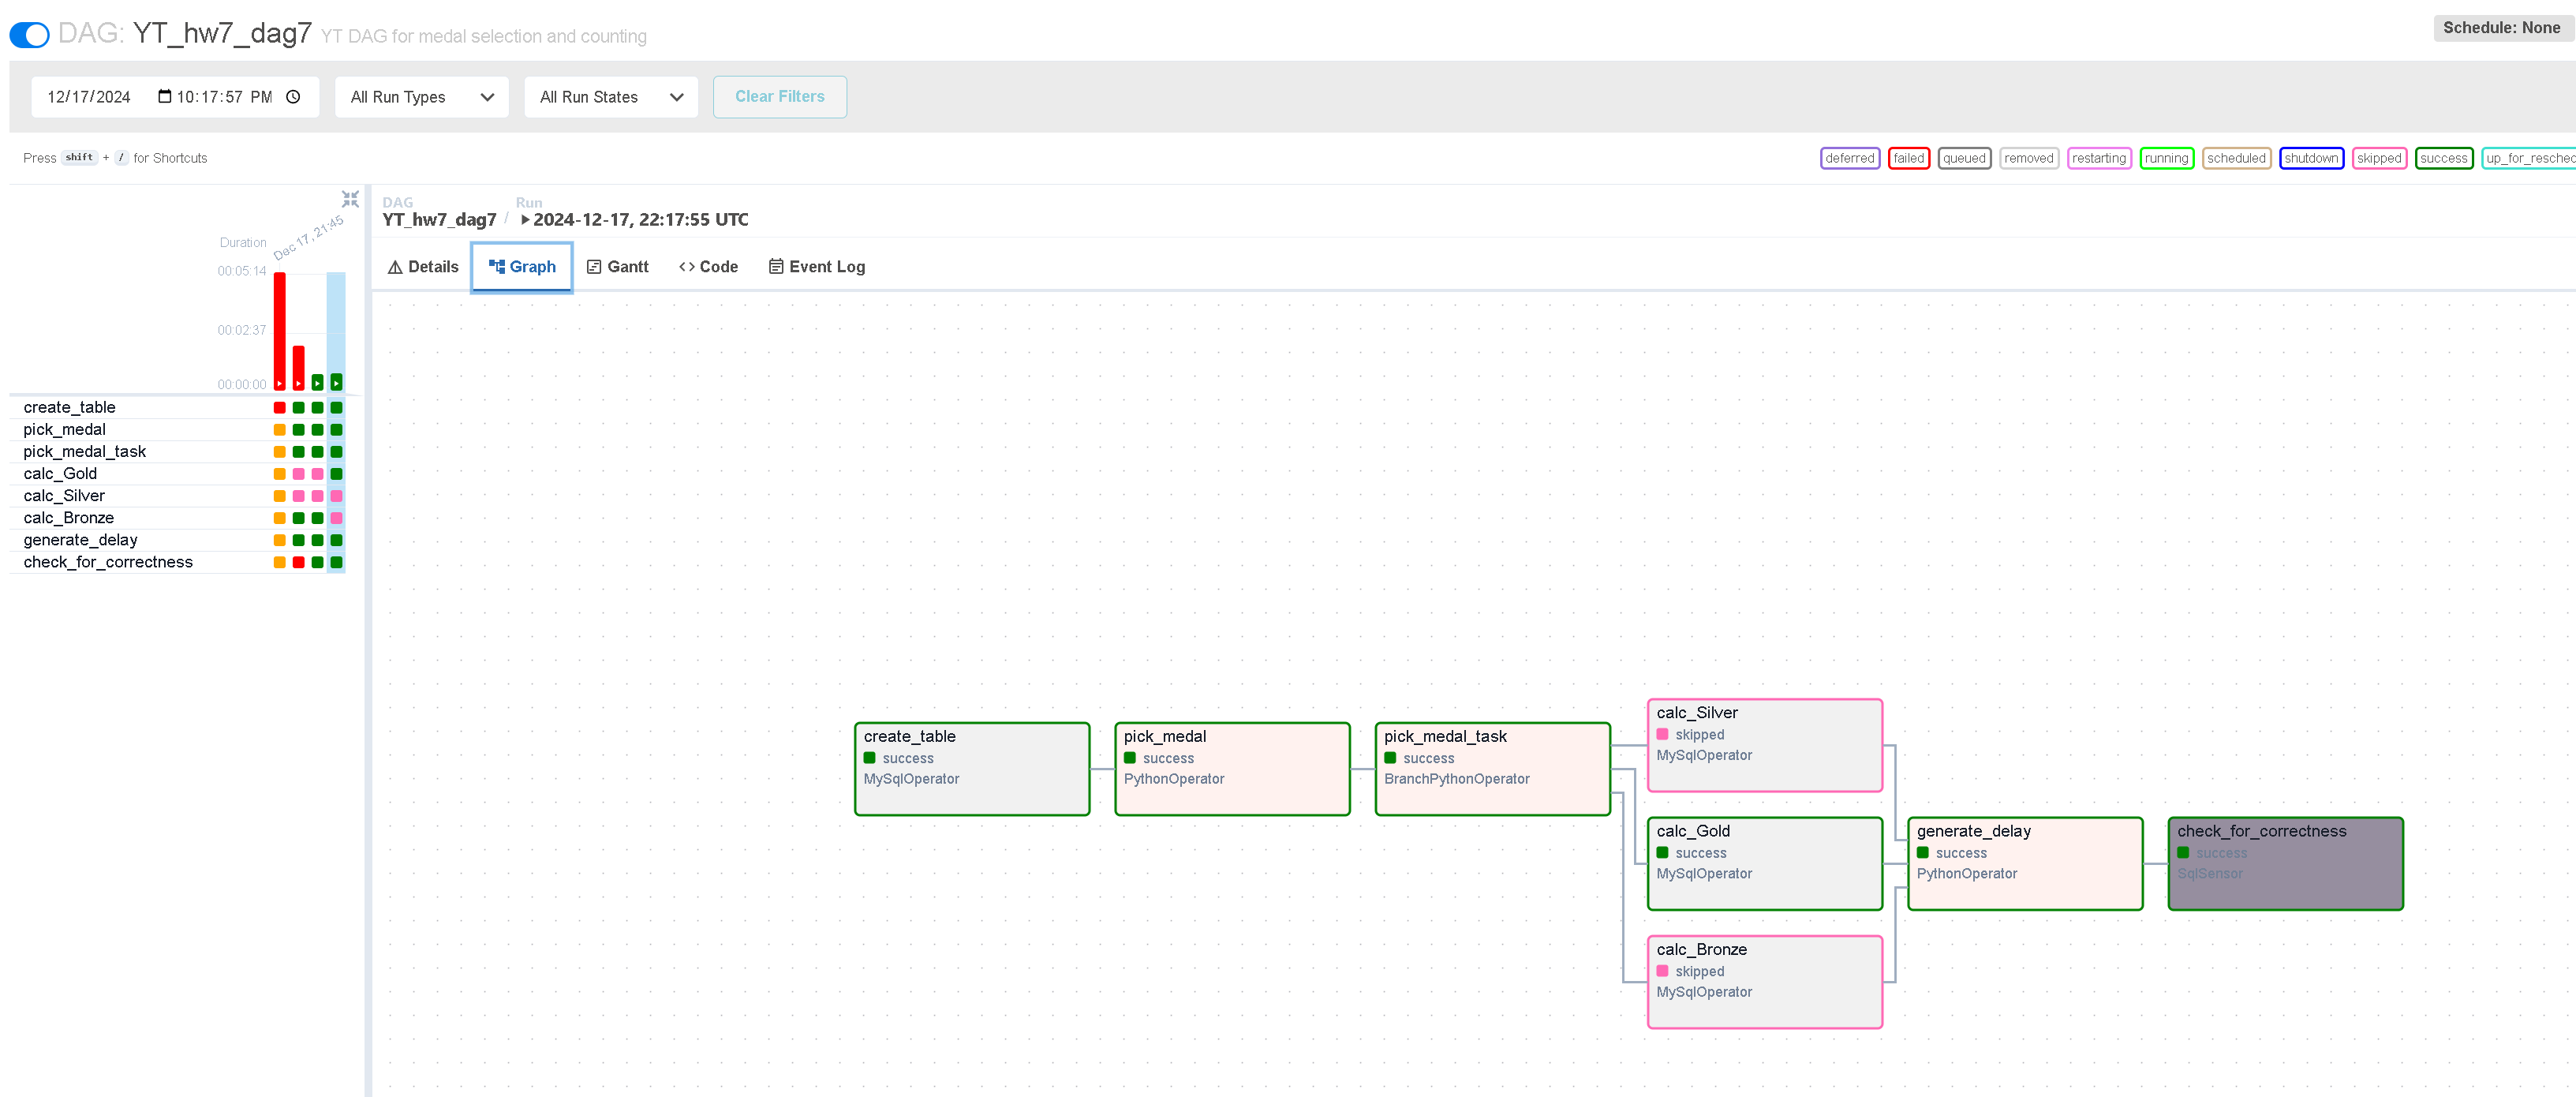 DAG: YT_hw7_dag7 YT DAG for medal selection and counting
Schedule: None
12/17/2024 10:17:57 PM
All Run Types
All Run States
Clear Filters
Press shift + / for Shortcuts
deferred failed queued removed restarting running scheduled shutdown skipped success up_for_resched
DAG
YT_hw7_dag7 /
Run
2024-12-17, 22:17:55 UTC
Details
Graph
Gantt
Code
Event Log
Duration
Dec 17, 21:45
00:05:14
00:02:37
00:00:00
create_table
pick_medal
pick_medal_task
calc_Gold
calc_Silver
calc_Bronze
generate_delay
check_for_correctness
create_table
success
MySqlOperator
pick_medal
success
PythonOperator
pick_medal_task
success
BranchPythonOperator
calc_Silver
skipped
MySqlOperator
calc_Gold
success
MySqlOperator
calc_Bronze
skipped
MySqlOperator
generate_delay
success
PythonOperator
check_for_correctness
success
SqlSensor